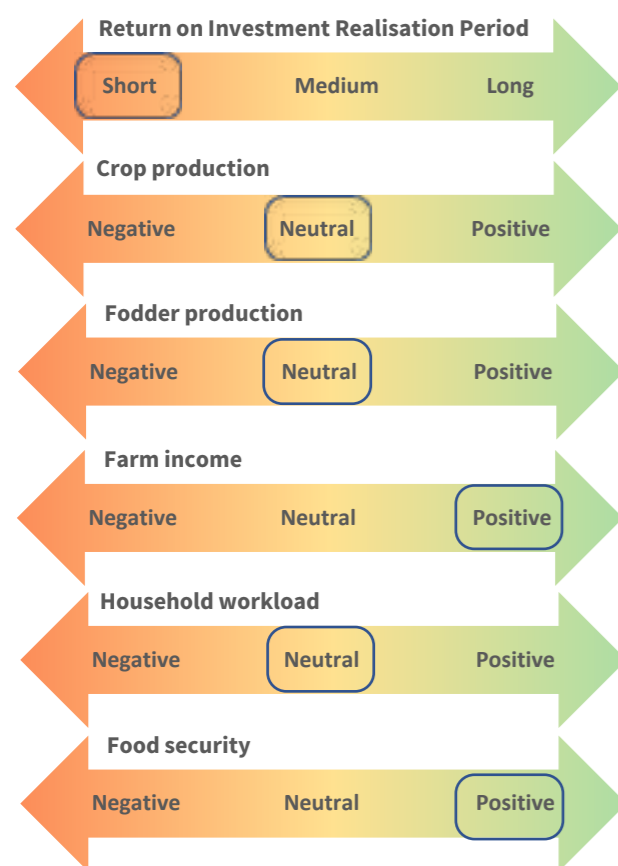 Return on Investment Realisation Period
Short Medium Long
Crop production
Negative Neutral Positive
Fodder production
Negative Neutral Positive
Farm income
Negative Neutral Positive
Household workload
Negative Neutral Positive
Food security
Negative Neutral Positive